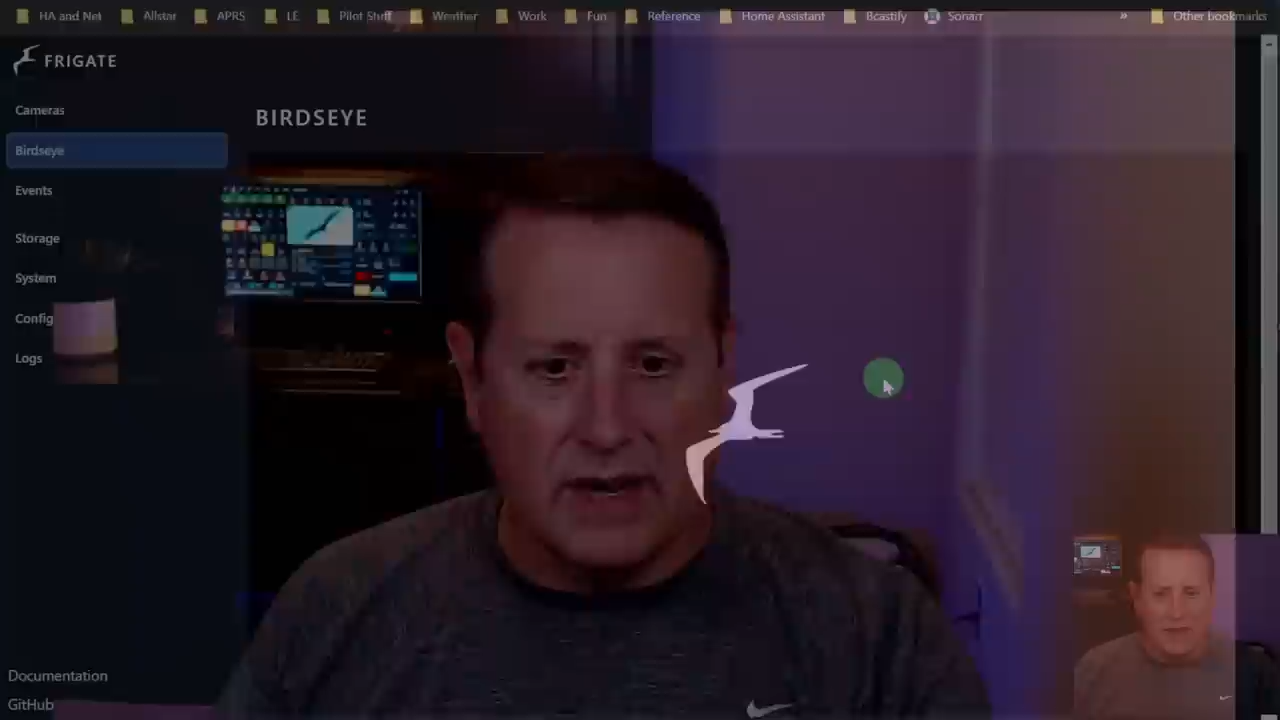 HA and Net Allstar APRS LE Pilot Stuff Weather Work Fun Reference Home Assistant Bcastify Sonarr » Other bookmarks
FRIGATE
Cameras
BIRDSEYE
Birdseye
Events
Storage
System
Config
Logs
Documentation
GitHub